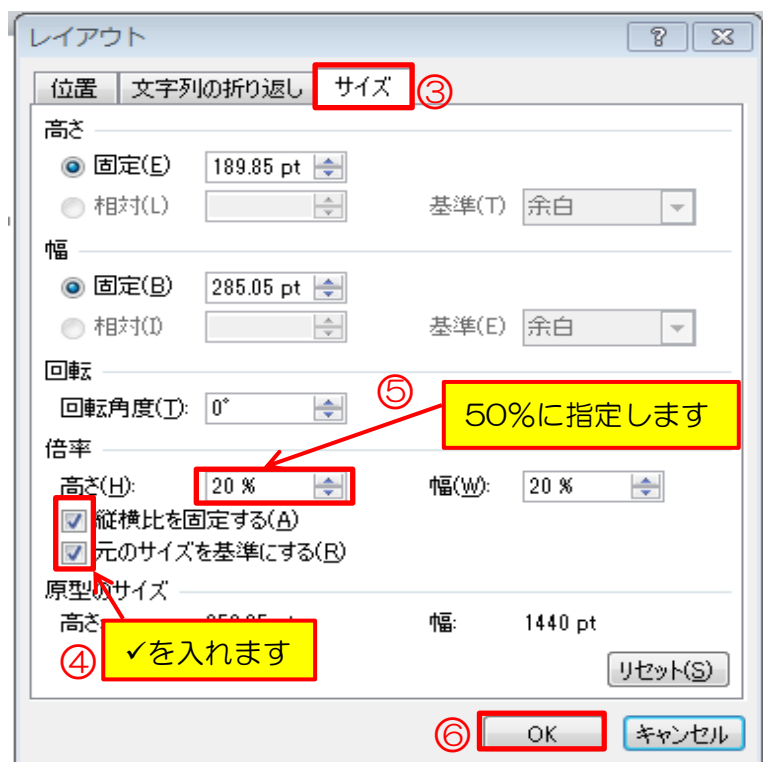 レイアウト
位置 文字列の折り返し サイズ ③
高さ
固定(E) 189.85 pt
相対(L) 基準(T) 余白
幅
固定(B) 285.05 pt
相対(I) 基準(E) 余白
回転
回転角度(T): 0°
⑤ 50%に指定します
倍率
高さ(H): 20 % 幅(W): 20 %
縦横比を固定する(A)
元のサイズを基準にする(R)
原型のサイズ
高さ 幅: 1440 pt
④ ✓を入れます
リセット(S)
⑥ OK キャンセル